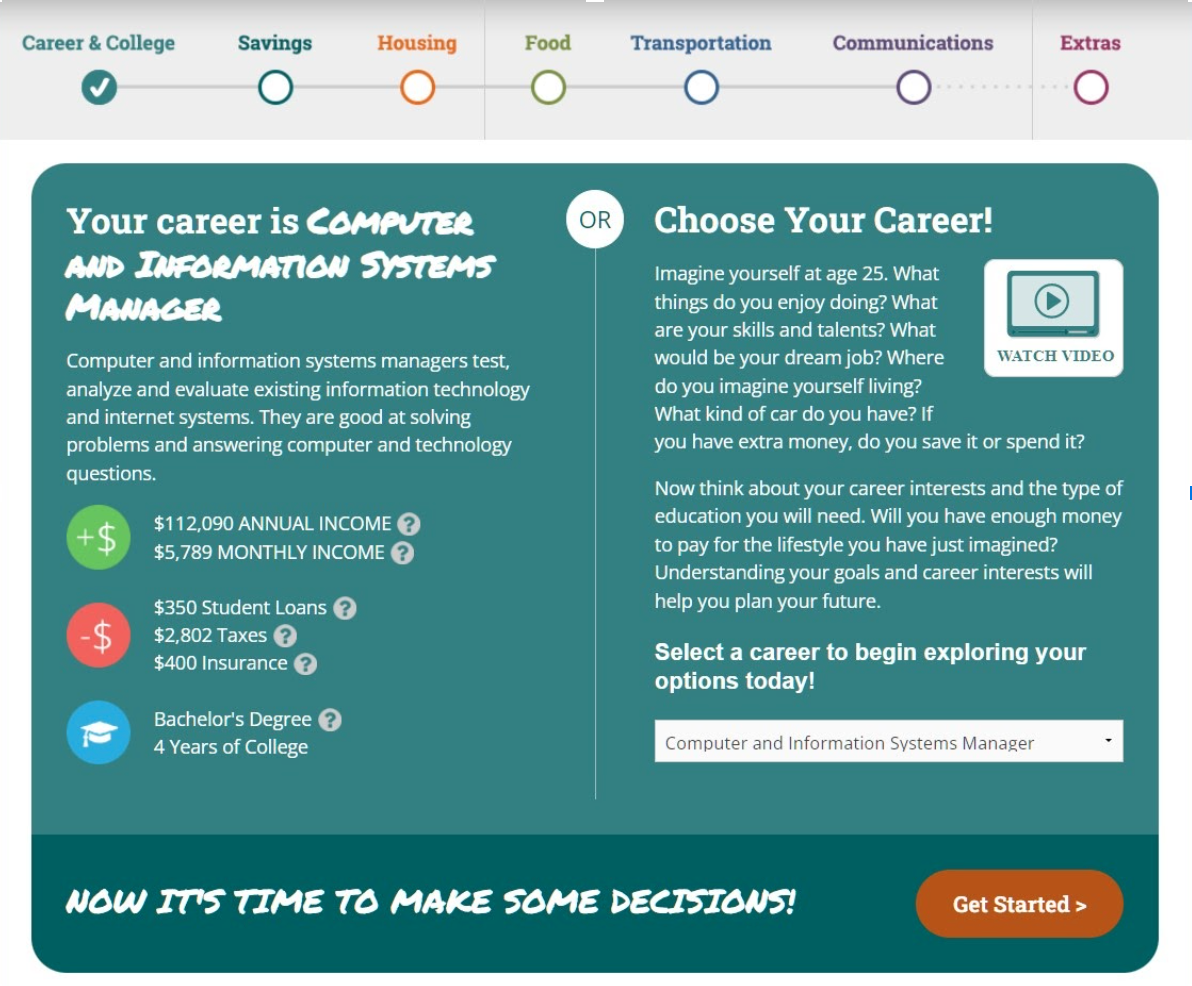 Career & College Savings Housing Food Transportation Communications Extras
Your career is COMPUTER
AND INFORMATION SYSTEMS
MANAGER
Computer and information systems managers test,
analyze and evaluate existing information technology
and internet systems. They are good at solving
problems and answering computer and technology
questions.
+$
$112,090 ANNUAL INCOME ?
$5,789 MONTHLY INCOME ?
-$
$350 Student Loans ?
$2,802 Taxes ?
$400 Insurance ?
Bachelor's Degree ?
4 Years of College
OR
Choose Your Career!
Imagine yourself at age 25. What
things do you enjoy doing? What
are your skills and talents? What
would be your dream job? Where
do you imagine yourself living?
What kind of car do you have? If
you have extra money, do you save it or spend it?
WATCH VIDEO
Now think about your career interests and the type of
education you will need. Will you have enough money
to pay for the lifestyle you have just imagined?
Understanding your goals and career interests will
help you plan your future.
Select a career to begin exploring your
options today!
Computer and Information Systems Manager
NOW IT'S TIME TO MAKE SOME DECISIONS!
Get Started >